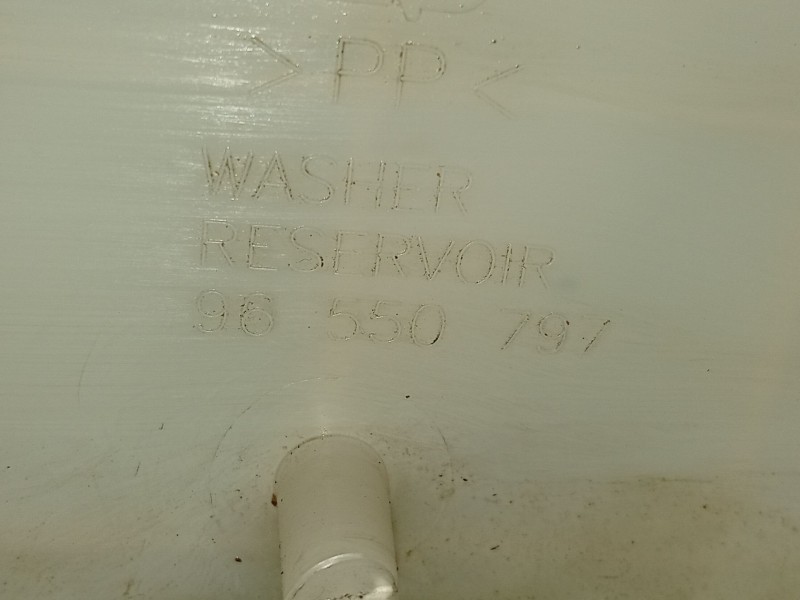 >PP<
WASHER
RESERVOIR
96 550 797